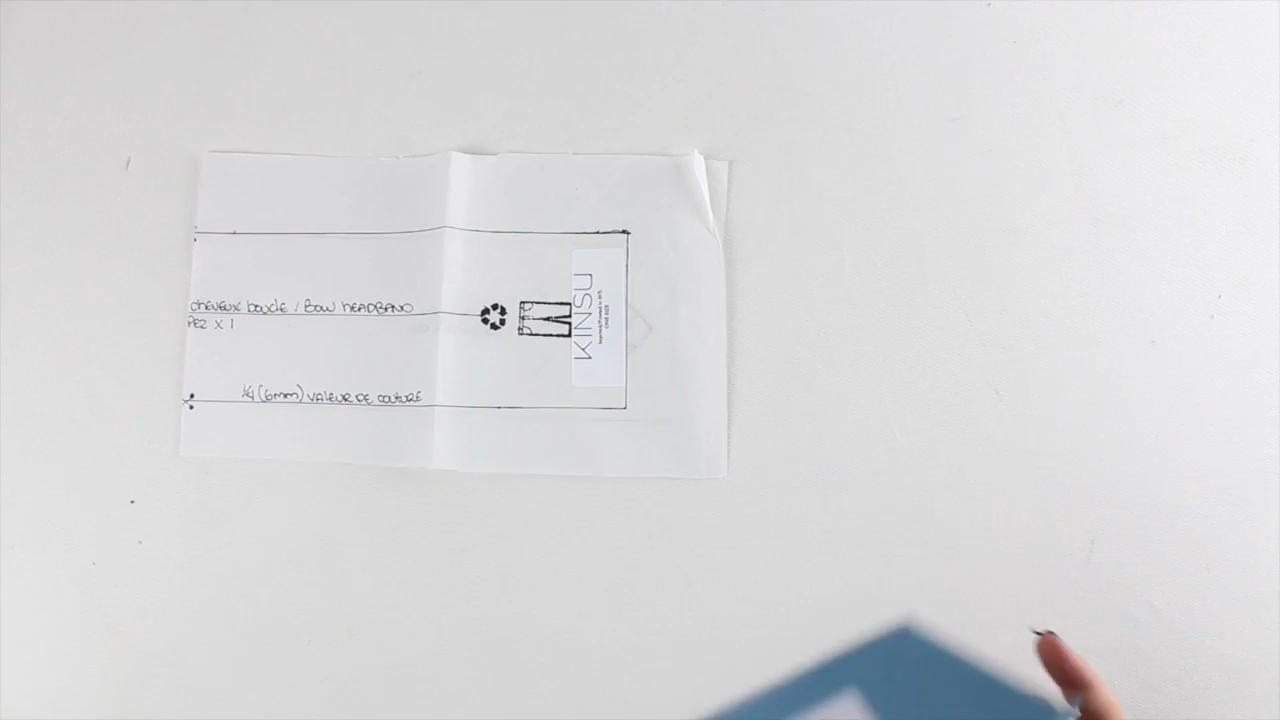 CHEVEUX BOUCLE / BOW HEADBAND
PEZ X 1
1/4 (6mm) VALEUR DE COUTURE
KINSU
ONE SIZE